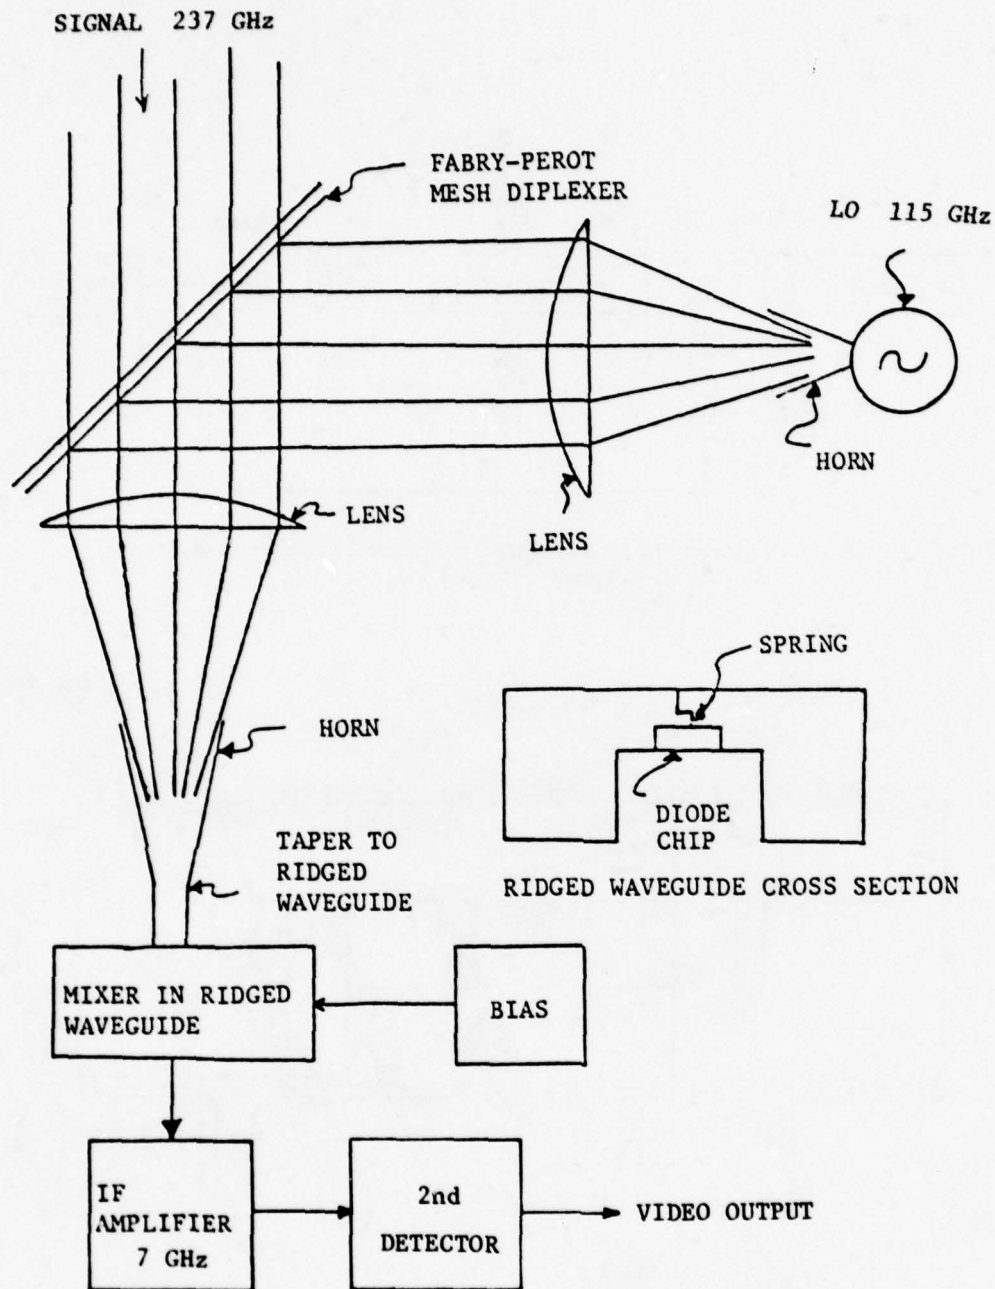 SIGNAL 237 GHz
FABRY-PEROT
MESH DIPLEXER
LO 115 GHz
HORN
LENS
LENS
SPRING
HORN
DIODE
CHIP
TAPER TO
RIDGED
WAVEGUIDE
RIDGED WAVEGUIDE CROSS SECTION
MIXER IN RIDGED
WAVEGUIDE
BIAS
IF
AMPLIFIER
7 GHz
2nd
DETECTOR
VIDEO OUTPUT